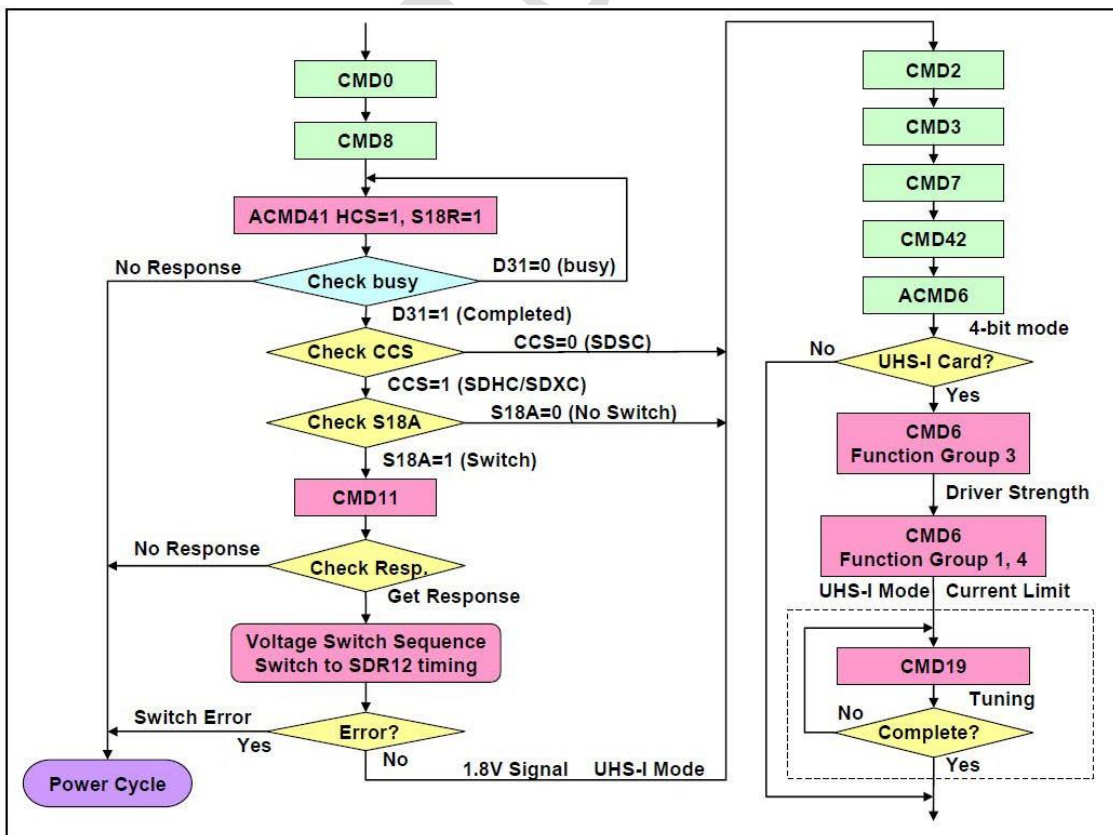 CMD0
CMD8
ACMD41 HCS=1, S18R=1
No Response
D31=0 (busy)
Check busy
D31=1 (Completed)
Check CCS
CCS=0 (SDSC)
CCS=1 (SDHC/SDXC)
Check S18A
S18A=0 (No Switch)
S18A=1 (Switch)
CMD11
No Response
Check Resp.
Get Response
Voltage Switch Sequence
Switch to SDR12 timing
Switch Error
Yes
Error?
No
Power Cycle
1.8V Signal UHS-I Mode
CMD2
CMD3
CMD7
CMD42
ACMD6
4-bit mode
No
UHS-I Card?
Yes
CMD6
Function Group 3
Driver Strength
CMD6
Function Group 1, 4
UHS-I Mode Current Limit
CMD19
Tuning
No
Complete?
Yes